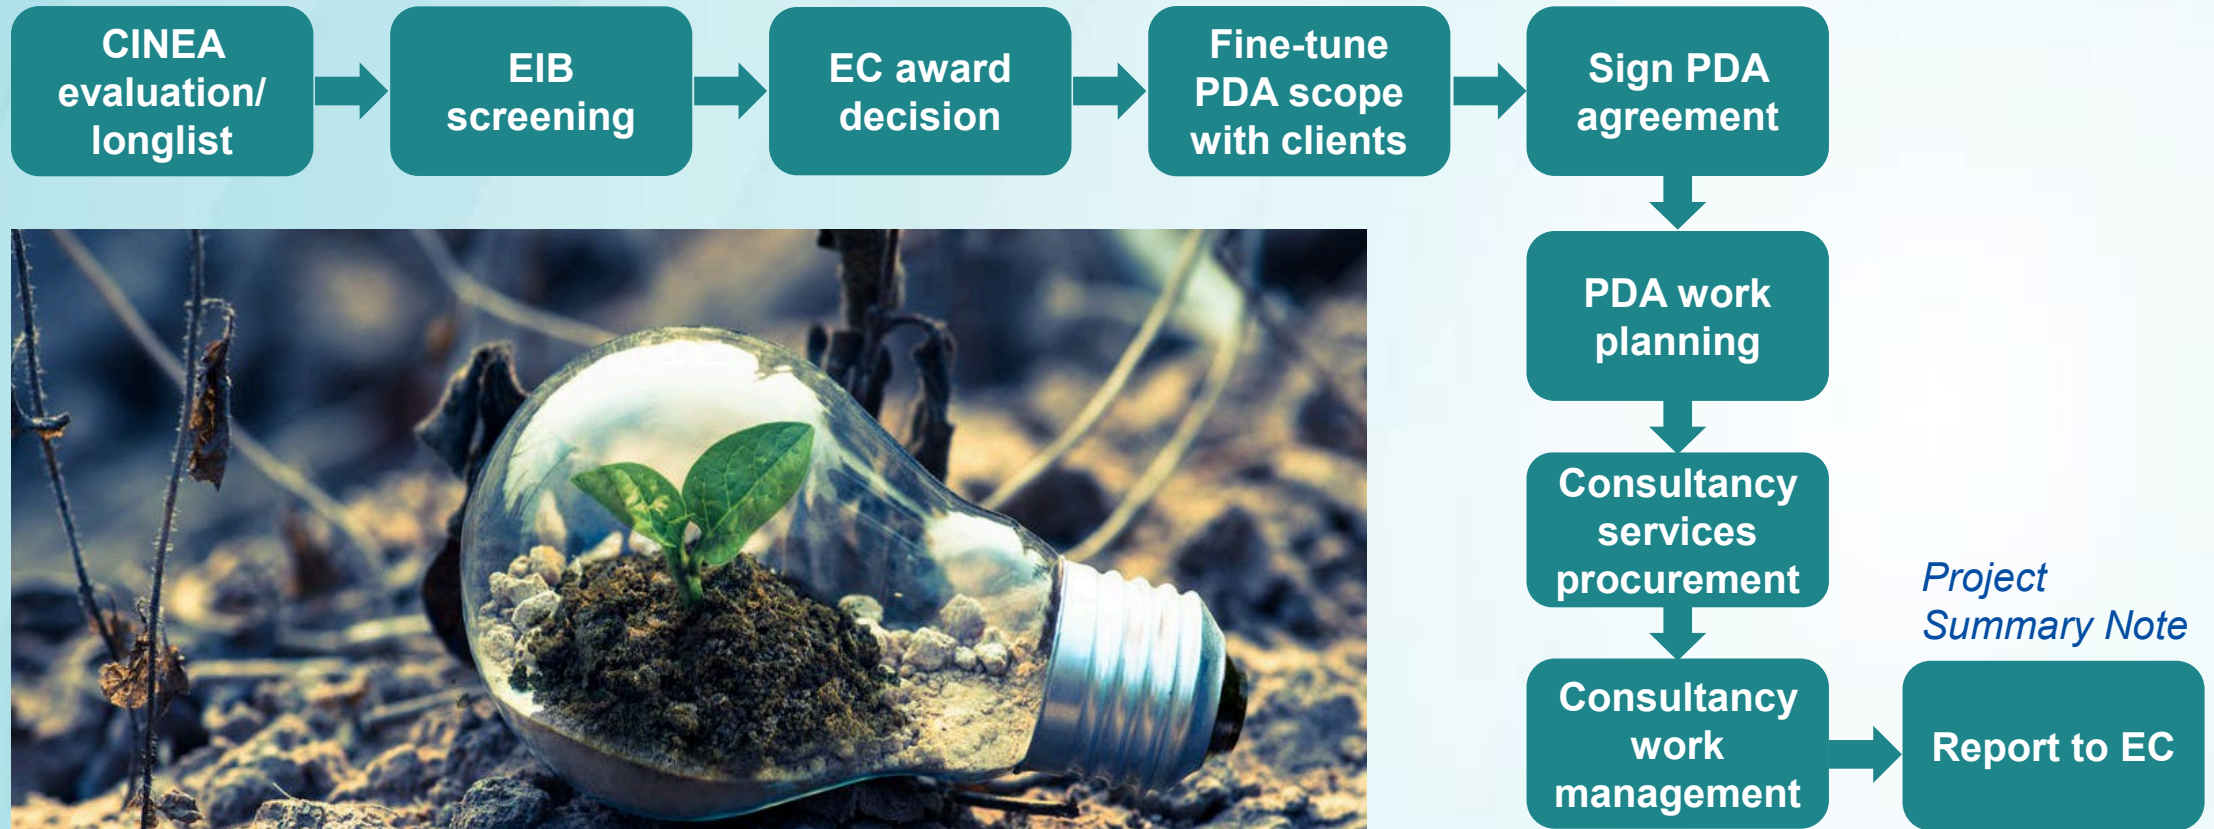 CINEA
evaluation/
longlist
EIB
screening
EC award
decision
Fine-tune
PDA scope
with clients
Sign PDA
agreement
PDA work
planning
Consultancy
services
procurement
Consultancy
work
management
Project
Summary Note
Report to EC